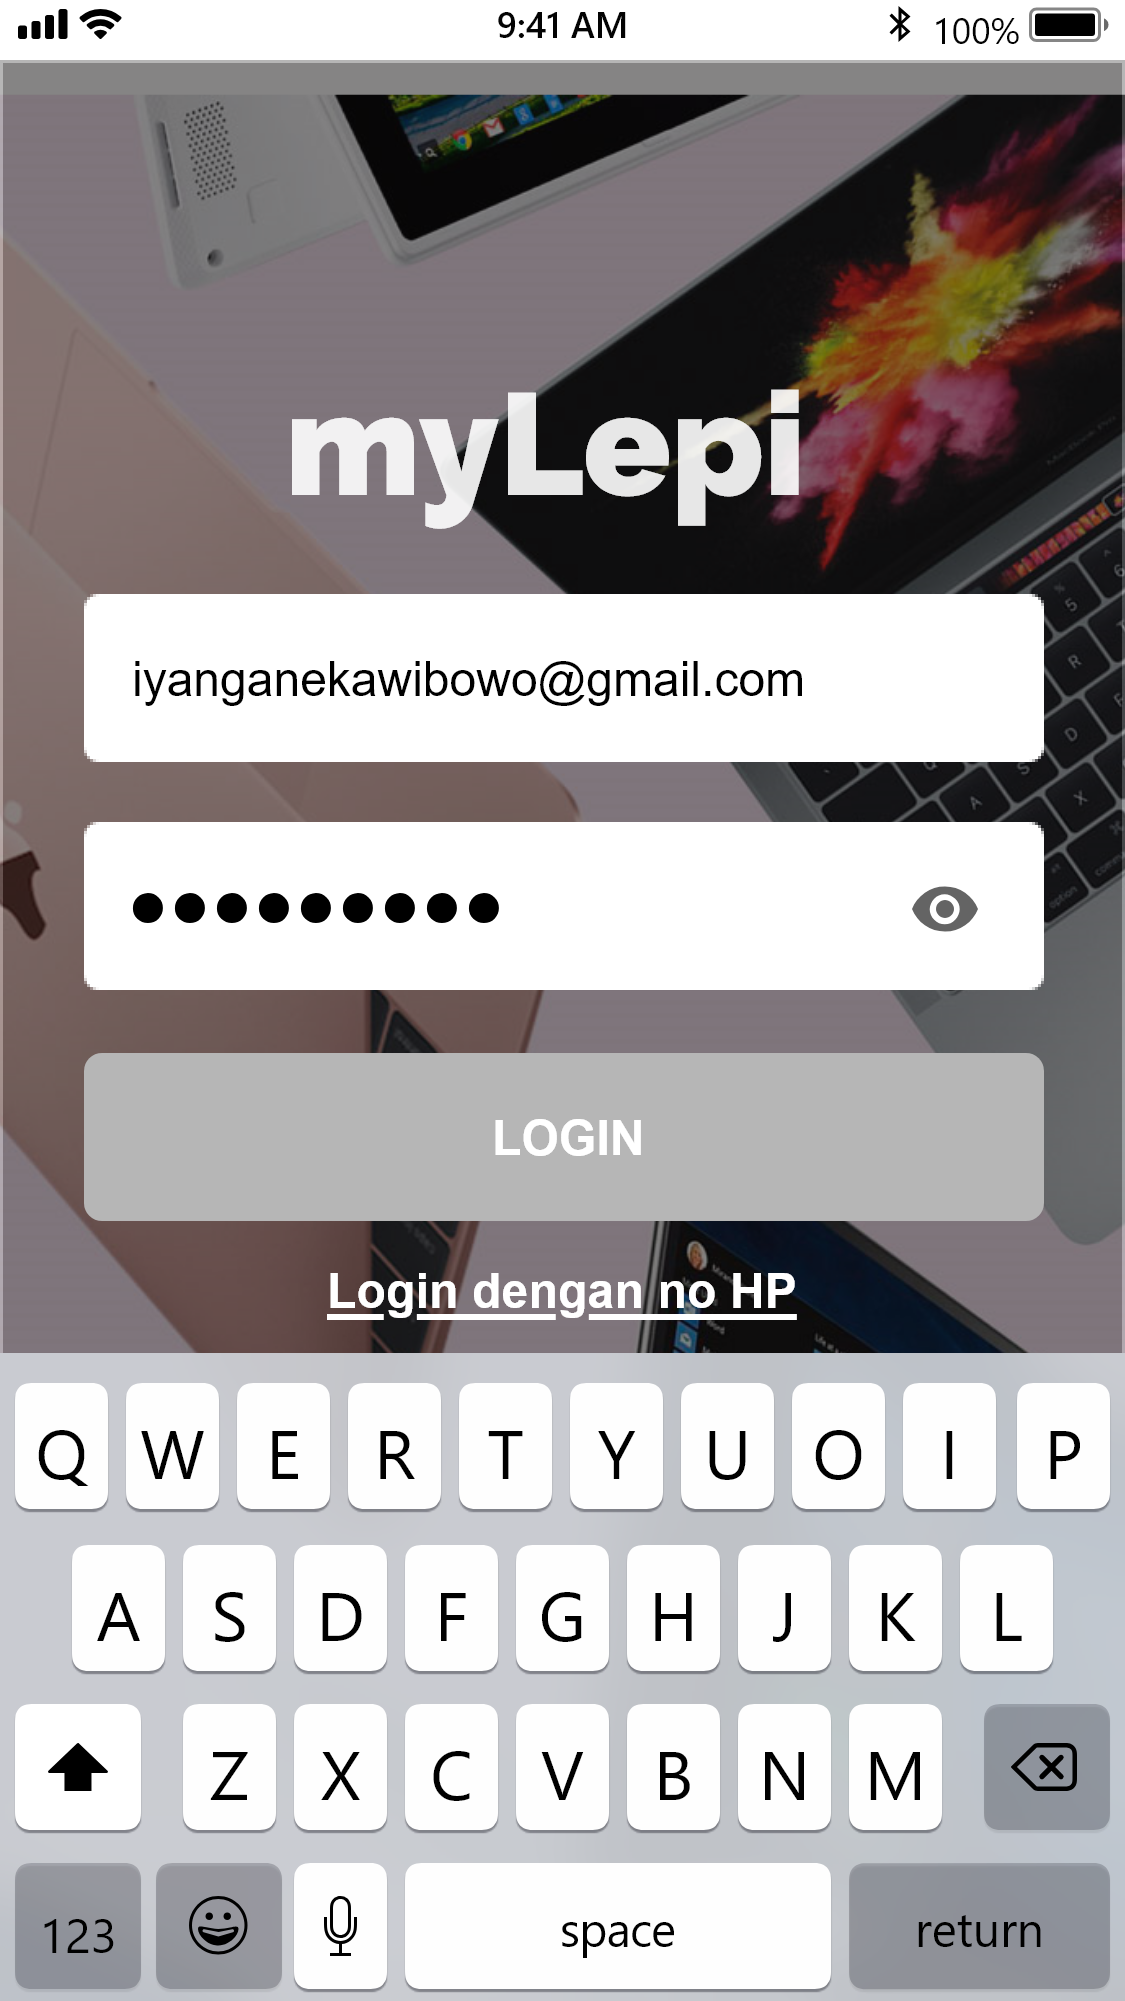 9:41 AM 100%
myLepi
iyanganekawibowo@gmail.com
LOGIN
Login dengan no HP
Q W E R T Y U O I P
A S D F G H J K L
Z X C V B N M
123 space return